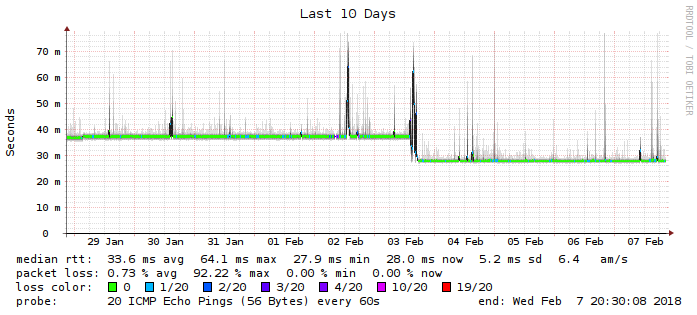 Last 10 Days
RRDTOOL / TOBI OETIKER
Seconds
70 m
60 m
50 m
40 m
30 m
20 m
10 m
0
29 Jan 30 Jan 31 Jan 01 Feb 02 Feb 03 Feb 04 Feb 05 Feb 06 Feb 07 Feb
median rtt: 33.6 ms avg 64.1 ms max 27.9 ms min 28.0 ms now 5.2 ms sd 6.4 am/s
packet loss: 0.73 % avg 92.22 % max 0.00 % min 0.00 % now
loss color: 0 1/20 2/20 3/20 4/20 10/20 19/20
probe: 20 ICMP Echo Pings (56 Bytes) every 60s end: Wed Feb 7 20:30:08 2018